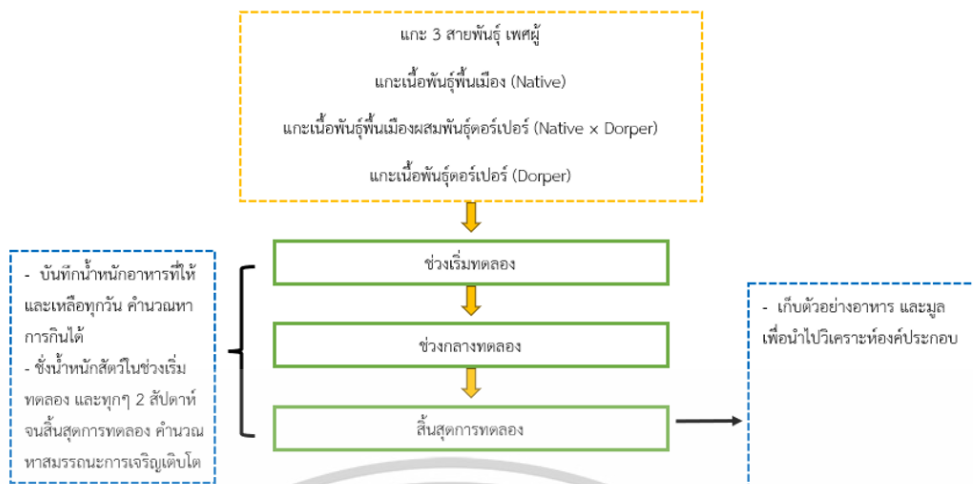 แกะ 3 สายพันธุ์ เพศผู้
แกะเนื้อพันธุ์พื้นเมือง (Native)
แกะเนื้อพันธุ์พื้นเมืองผสมพันธุ์ดอร์เปอร์ (Native × Dorper)
แกะเนื้อพันธุ์ดอร์เปอร์ (Dorper)
ช่วงเริ่มทดลอง
ช่วงกลางทดลอง
สิ้นสุดการทดลอง
- บันทึกน้ำหนักอาหารที่ให้
และเหลือทุกวัน คำนวณหา
การกินได้
- ชั่งน้ำหนักสัตว์ในช่วงเริ่ม
ทดลอง และทุกๆ 2 สัปดาห์
จนสิ้นสุดการทดลอง คำนวณ
หาสมรรถนะการเจริญเติบโต
- เก็บตัวอย่างอาหาร และมูล
เพื่อนำไปวิเคราะห์องค์ประกอบ